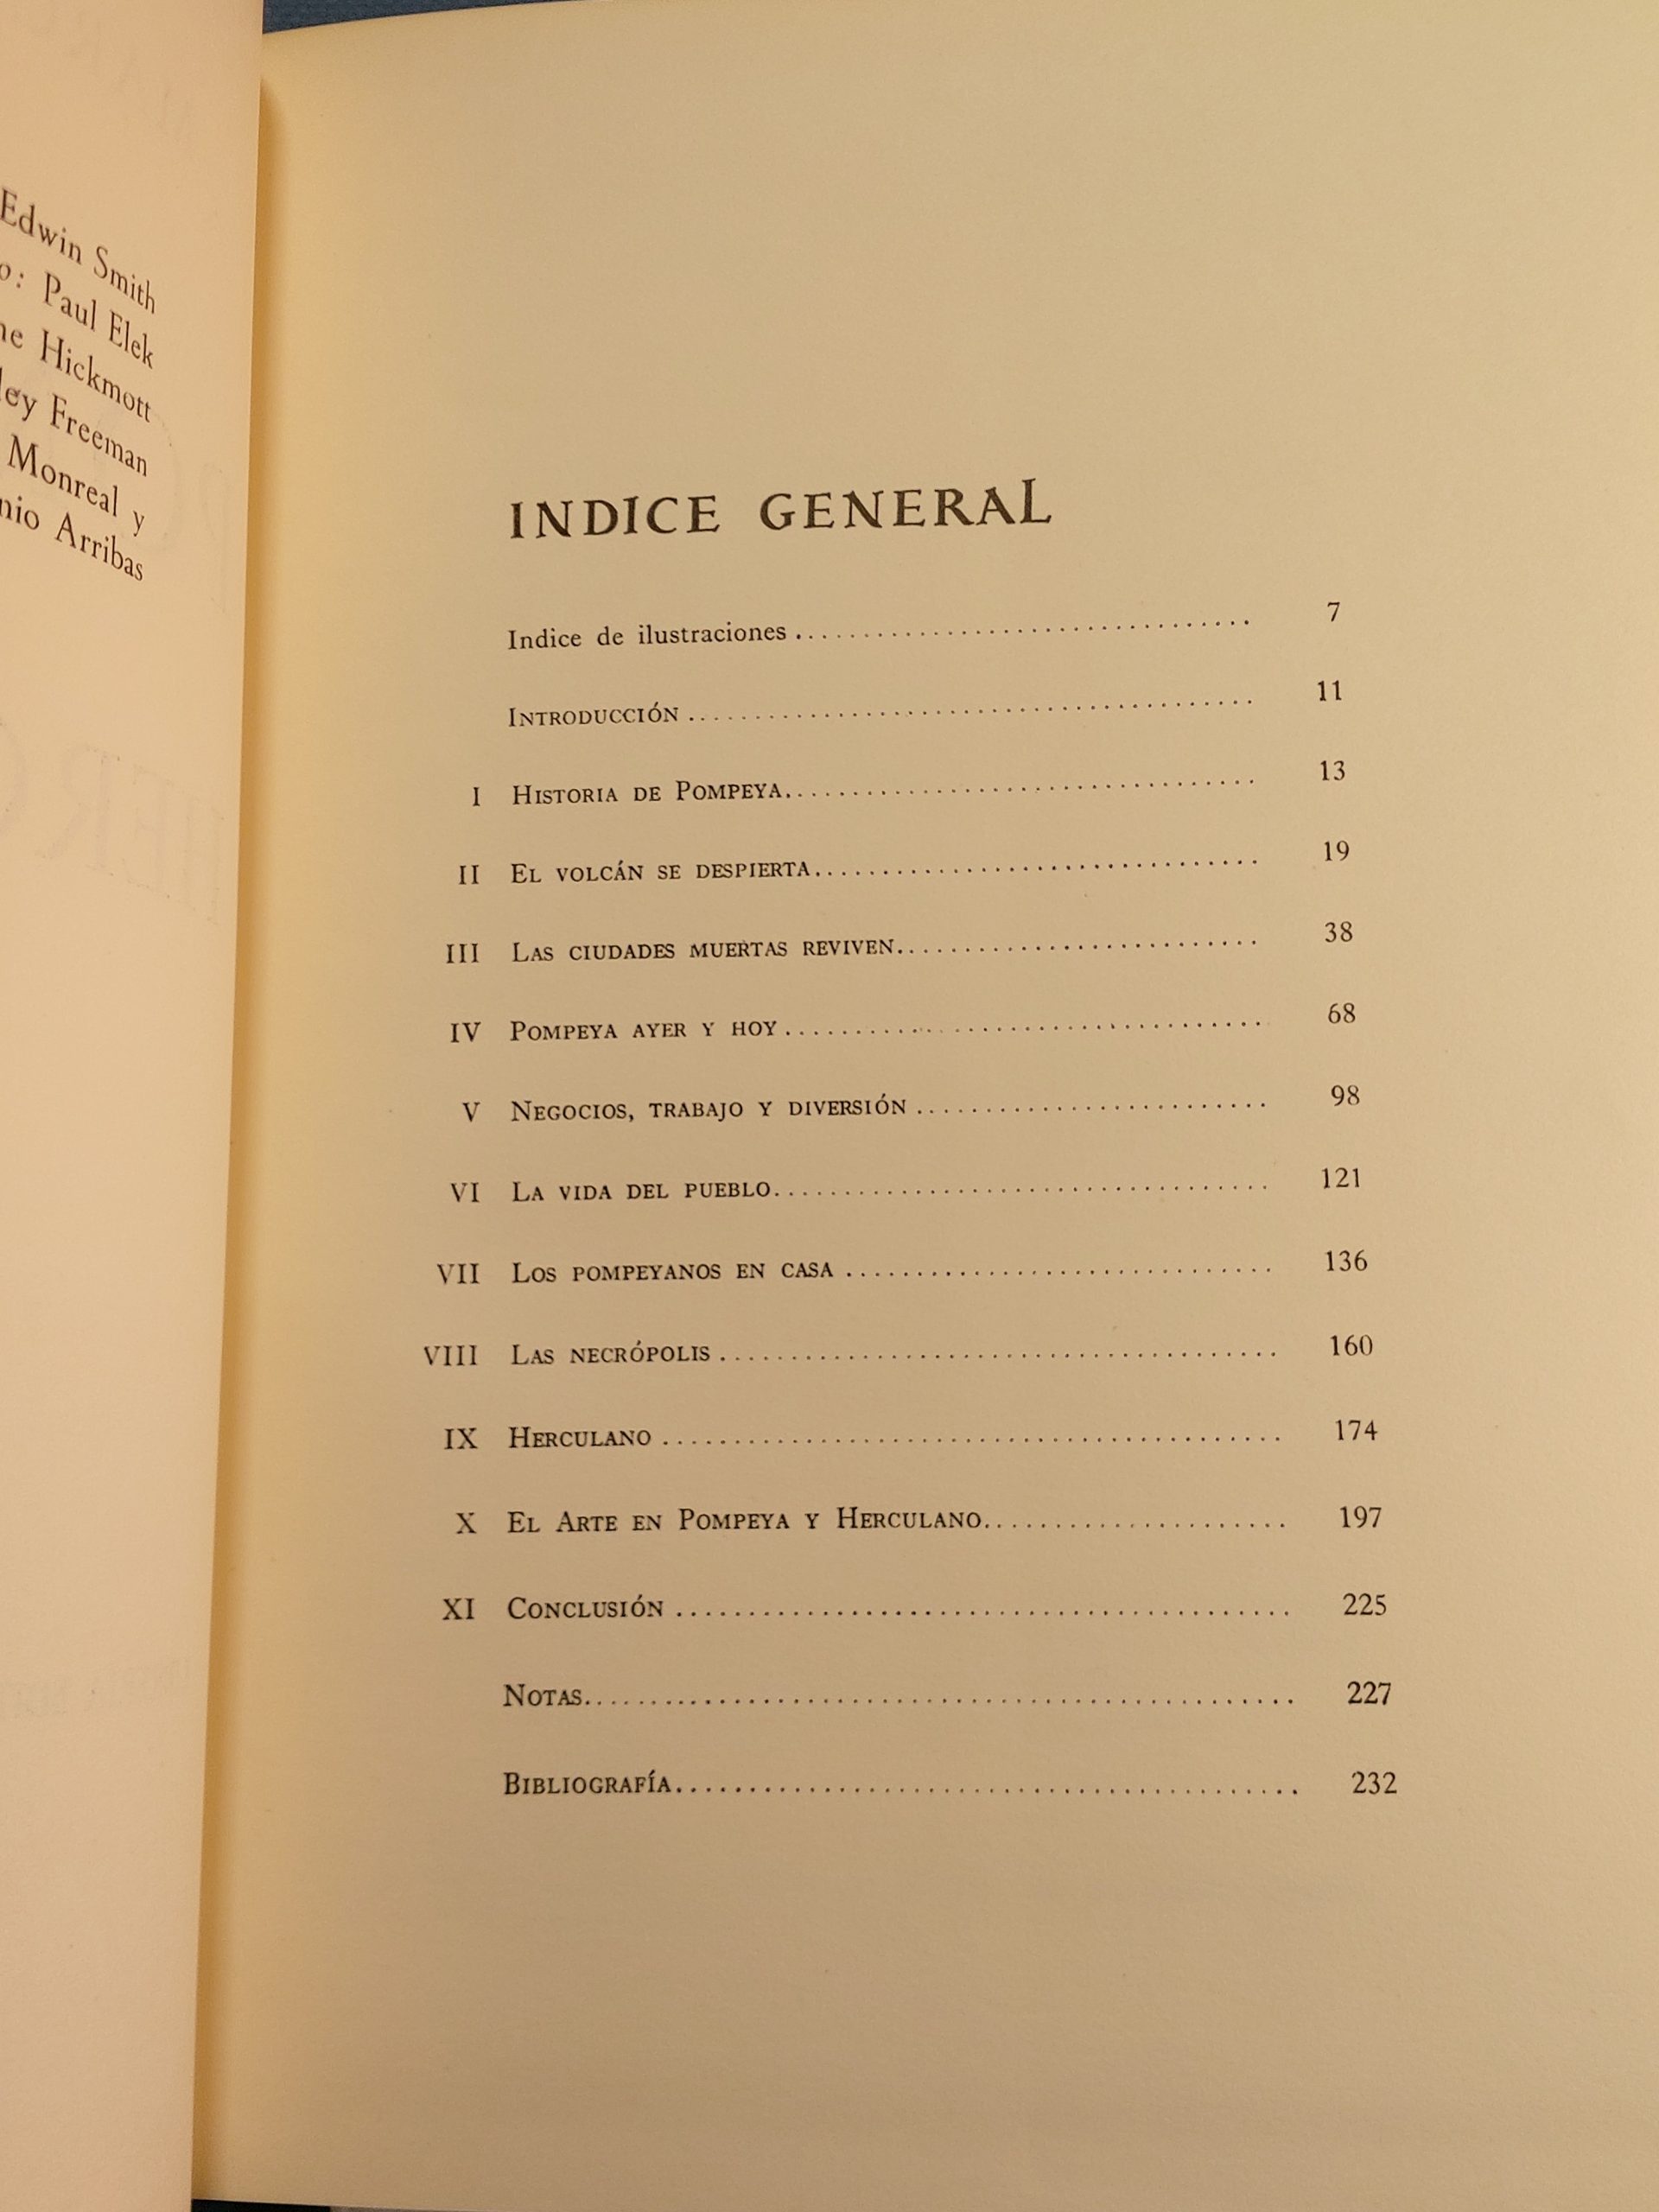 Edwin Smith
o: Paul Elek
ne Hickmott
ley Freeman
Monreal y
nio Arribas
INDICE GENERAL
Indice de ilustraciones 7
INTRODUCCIÓN 11
I HISTORIA DE POMPEYA 13
II EL VOLCÁN SE DESPIERTA 19
III LAS CIUDADES MUERTAS REVIVEN 38
IV POMPEYA AYER Y HOY 68
V NEGOCIOS, TRABAJO Y DIVERSIÓN 98
VI LA VIDA DEL PUEBLO 121
VII LOS POMPEYANOS EN CASA 136
VIII LAS NECRÓPOLIS 160
IX HERCULANO 174
X EL ARTE EN POMPEYA Y HERCULANO 197
XI CONCLUSIÓN 225
NOTAS 227
BIBLIOGRAFÍA 232